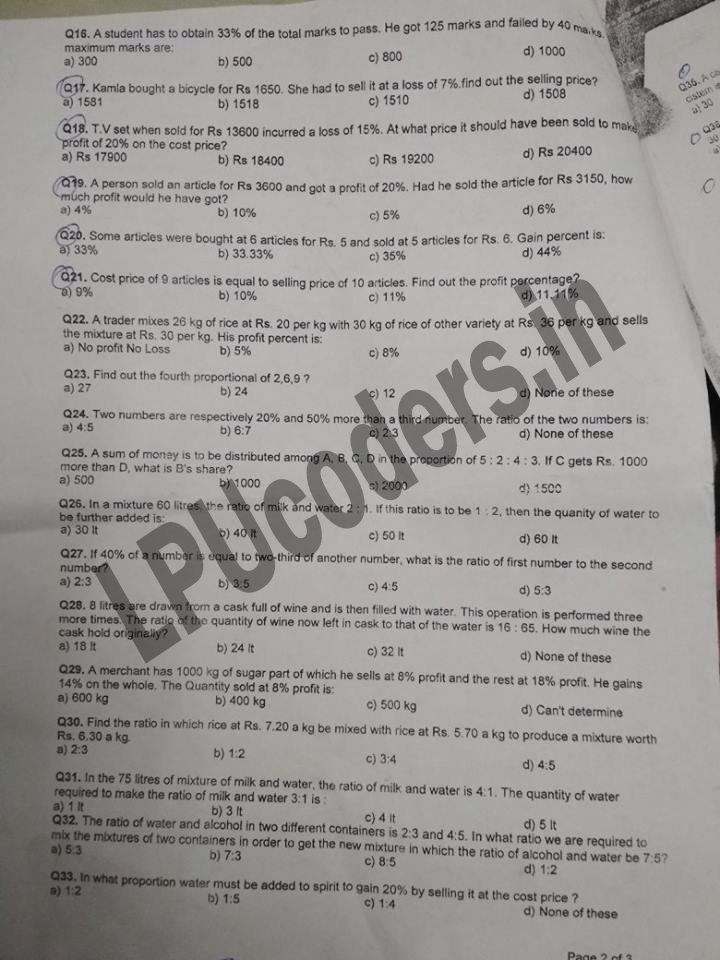 Q16. A student has to obtain 33% of the total marks to pass. He got 125 marks and failed by 40 marks.
maximum marks are:
a) 300 b) 500 c) 800 d) 1000
Q17. Kamla bought a bicycle for Rs 1650. She had to sell it at a loss of 7%.find out the selling price?
a) 1581 b) 1518 c) 1510 d) 1508
Q18. T.V set when sold for Rs 13600 incurred a loss of 15%. At what price it should have been sold to make
profit of 20% on the cost price?
a) Rs 17900 b) Rs 18400 c) Rs 19200 d) Rs 20400
Q19. A person sold an article for Rs 3600 and got a profit of 20%. Had he sold the article for Rs 3150, how
much profit would he have got?
a) 4% b) 10% c) 5% d) 6%
Q20. Some articles were bought at 6 articles for Rs. 5 and sold at 5 articles for Rs. 6. Gain percent is:
a) 33% b) 33.33% c) 35% d) 44%
Q21. Cost price of 9 articles is equal to selling price of 10 articles. Find out the profit percentage?
a) 9% b) 10% c) 11% d) 11.11%
Q22. A trader mixes 26 kg of rice at Rs. 20 per kg with 30 kg of rice of other variety at Rs. 36 per kg and sells
the mixture at Rs. 30 per kg. His profit percent is:
a) No profit No Loss b) 5% c) 8% d) 10%
Q23. Find out the fourth proportional of 2,6,9 ?
a) 27 b) 24 c) 12 d) None of these
Q24. Two numbers are respectively 20% and 50% more than a third number. The ratio of the two numbers is:
a) 4:5 b) 6:7 c) 2:3 d) None of these
Q25. A sum of money is to be distributed among A, B, C, D in the proportion of 5 : 2 : 4 : 3. If C gets Rs. 1000
more than D, what is B's share?
a) 500 b) 1000 c) 2000 d) 1500
Q26. In a mixture 60 litres, the ratio of milk and water 2 : 1. If this ratio is to be 1 : 2, then the quanity of water to
be further added is:
a) 30 lt b) 40 lt c) 50 lt d) 60 lt
Q27. If 40% of a number is equal to two-third of another number, what is the ratio of first number to the second
number?
a) 2:3 b) 3:5 c) 4:5 d) 5:3
Q28. 8 litres are drawn from a cask full of wine and is then filled with water. This operation is performed three
more times. The ratio of the quantity of wine now left in cask to that of the water is 16 : 65. How much wine the
cask hold originally?
a) 18 lt b) 24 lt c) 32 lt d) None of these
Q29. A merchant has 1000 kg of sugar part of which he sells at 8% profit and the rest at 18% profit. He gains
14% on the whole. The Quantity sold at 8% profit is:
a) 600 kg b) 400 kg c) 500 kg d) Can't determine
Q30. Find the ratio in which rice at Rs. 7.20 a kg be mixed with rice at Rs. 5.70 a kg to produce a mixture worth
Rs. 6.30 a kg.
a) 2:3 b) 1:2 c) 3:4 d) 4:5
Q31. In the 75 litres of mixture of milk and water, the ratio of milk and water is 4:1. The quantity of water
required to make the ratio of milk and water 3:1 is :
a) 1 lt b) 3 lt c) 4 lt d) 5 lt
Q32. The ratio of water and alcohol in two different containers is 2:3 and 4:5. In what ratio we are required to
mix the mixtures of two containers in order to get the new mixture in which the ratio of alcohol and water be 7:5?
a) 5:3 b) 7:3 c) 8:5 d) 1:2
Q33. In what proportion water must be added to spirit to gain 20% by selling it at the cost price ?
a) 1:2 b) 1:5 c) 1:4 d) None of these
Page 2 of 3
LPUcoders.in
Q35. A
cistern
a) 30
Q36
30